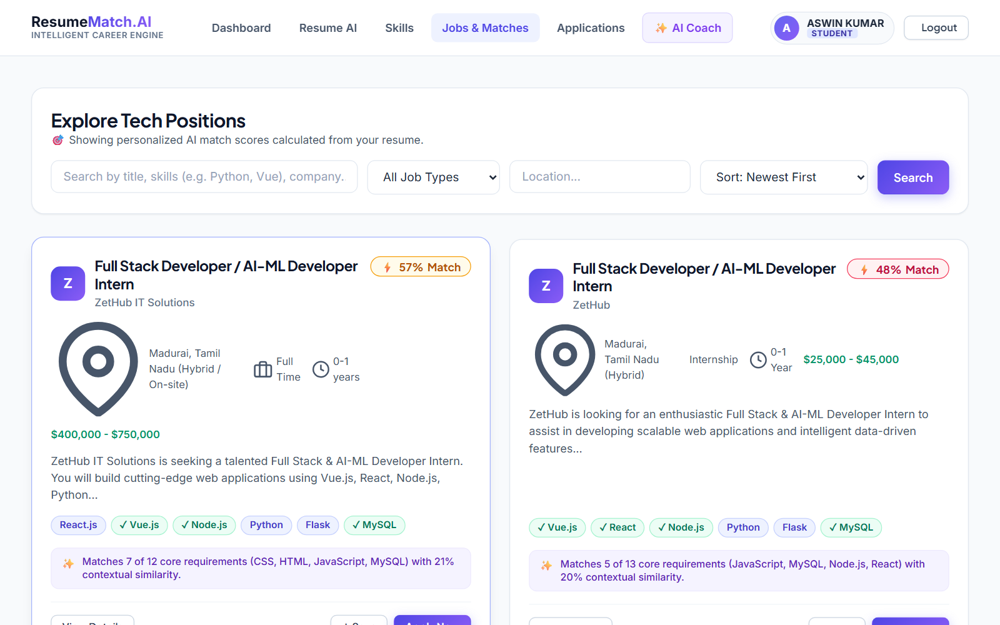 ResumeMatch.AI
INTELLIGENT CAREER ENGINE
Dashboard
Resume AI
Skills
Jobs & Matches
Applications
✨ AI Coach
A
ASWIN KUMAR
STUDENT
Logout
Explore Tech Positions
🎯 Showing personalized AI match scores calculated from your resume.
Search by title, skills (e.g. Python, Vue), company.
All Job Types
Location...
Sort: Newest First
Search
Z
Full Stack Developer / AI-ML Developer
Intern
ZetHub IT Solutions
⚡ 57% Match
Madurai, Tamil
Nadu (Hybrid /
On-site)
Full
Time
0-1
years
$400,000 - $750,000
ZetHub IT Solutions is seeking a talented Full Stack & AI-ML Developer Intern.
You will build cutting-edge web applications using Vue.js, React, Node.js,
Python...
React.js
✓ Vue.js
✓ Node.js
Python
Flask
✓ MySQL
✨ Matches 7 of 12 core requirements (CSS, HTML, JavaScript, MySQL) with 21%
contextual similarity.
Z
Full Stack Developer / AI-ML Developer
Intern
ZetHub
⚡ 48% Match
Madurai,
Tamil Nadu
(Hybrid)
Internship
0-1
Year
$25,000 - $45,000
ZetHub is looking for an enthusiastic Full Stack & AI-ML Developer Intern to
assist in developing scalable web applications and intelligent data-driven
features...
✓ Vue.js
✓ React
✓ Node.js
Python
Flask
✓ MySQL
✨ Matches 5 of 13 core requirements (JavaScript, MySQL, Node.js, React) with
20% contextual similarity.